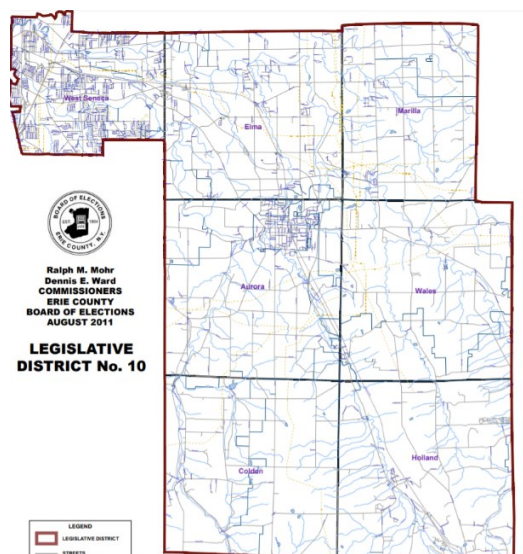 West Seneca
Elma
Marilla
BOARD OF ELECTIONS
ERIE COUNTY, N.Y.
Ralph M. Mohr
Dennis E. Ward
COMMISSIONERS
ERIE COUNTY
BOARD OF ELECTIONS
AUGUST 2011
Aurora
Wales
LEGISLATIVE
DISTRICT No. 10
Colden
Holland
LEGEND
LEGISLATIVE DISTRICT
STREETS